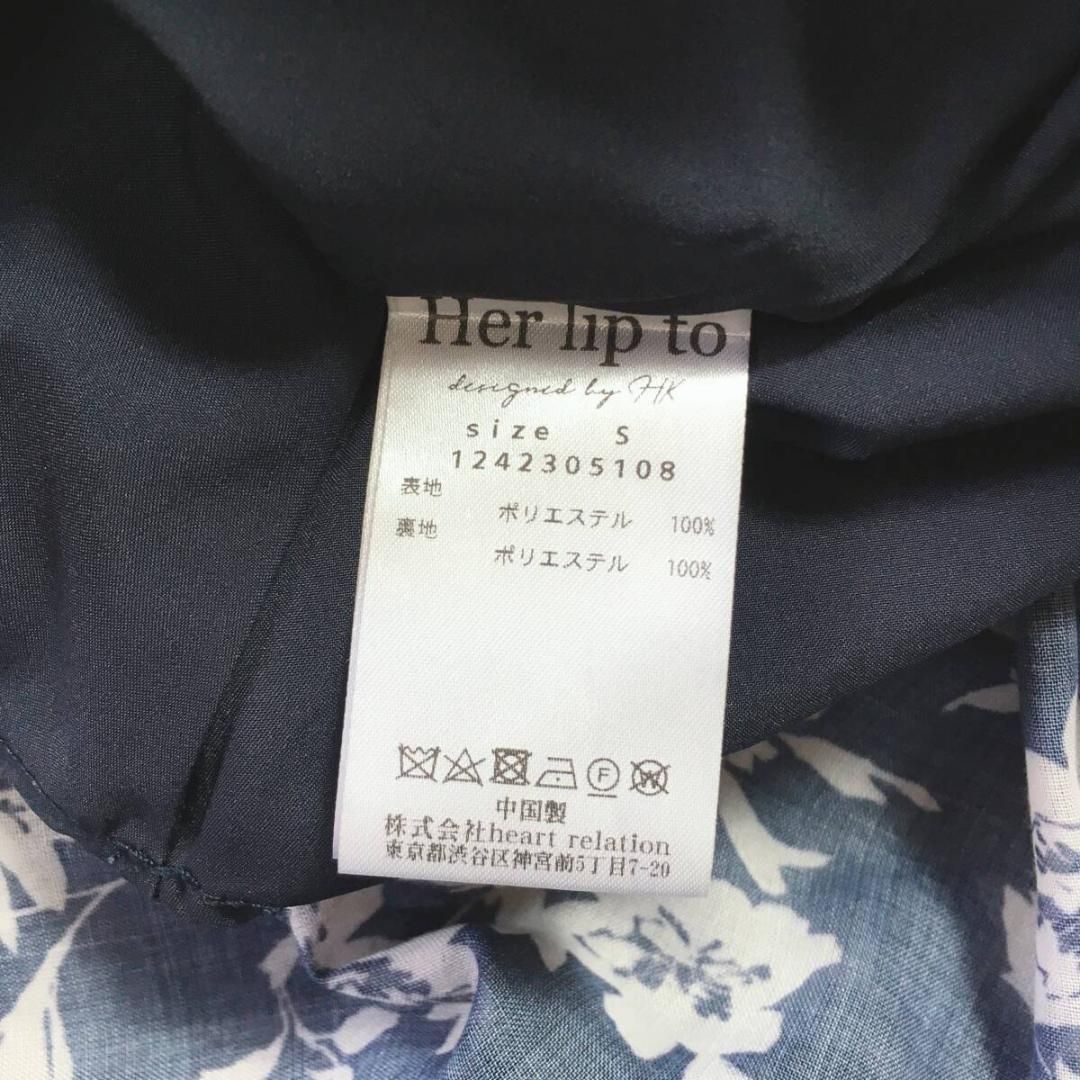 Her lip to
designed by HK
size S
1242305108
表地
ポリエステル 100%
裏地
ポリエステル 100%
F
W
中国製
株式会社heart relation
東京都渋谷区神宮前5丁目7-20